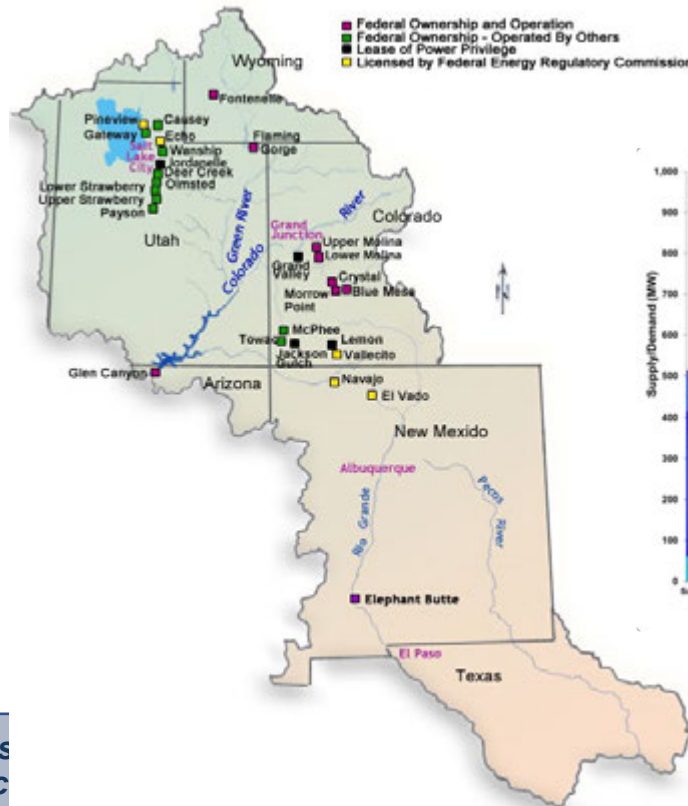 Federal Ownership and Operation
Federal Ownership - Operated By Others
Lease of Power Privilege
Licensed by Federal Energy Regulatory Commission
Wyoming
Fontenelle
Pineview
Causey
Gateway
Echo
Wanship
Salt
Lake
City
Jordanelle
Deer Creek
Olmsted
Lower Strawberry
Upper Strawberry
Payson
Flaming
Gorge
Utah
Green River
Colorado
River
Colorado
Grand
Junction
Upper Molina
Lower Molina
Grand
Valley
Crystal
Morrow
Point
Blue Mesa
McPhee
Towaoc
Jackson
Gulch
Lemon
Vallecito
Glen Canyon
Arizona
Navajo
El Vado
New Mexico
Albuquerque
Rio Grande
Pecos
River
Elephant Butte
El Paso
Texas
Supply/Demand (MW)
1,000
900
800
700
600
500
400
300
200
100
0